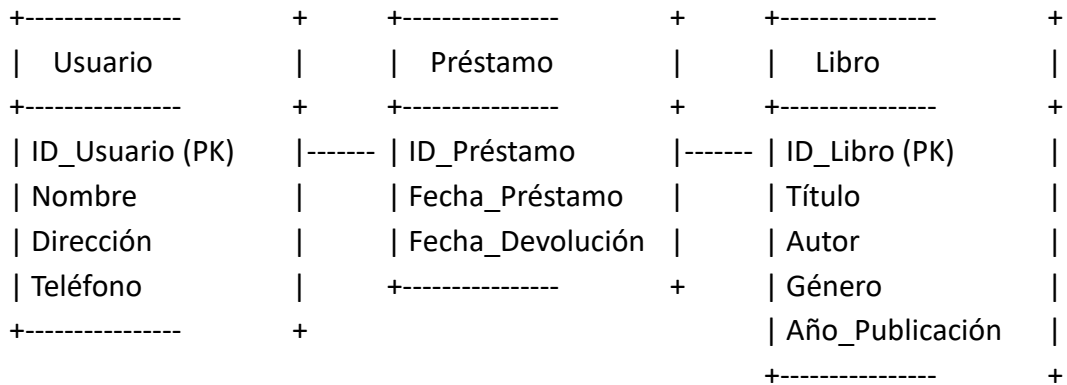 +---------------- + +---------------- + +---------------- +
| Usuario | | Préstamo | | Libro |
+---------------- + +---------------- + +---------------- +
| ID_Usuario (PK) |------- | ID_Préstamo |------- | ID_Libro (PK) |
| Nombre | | Fecha_Préstamo | | Título |
| Dirección | | Fecha_Devolución | | Autor |
| Teléfono | +---------------- + | Género |
+---------------- + | Año_Publicación |
+---------------- +